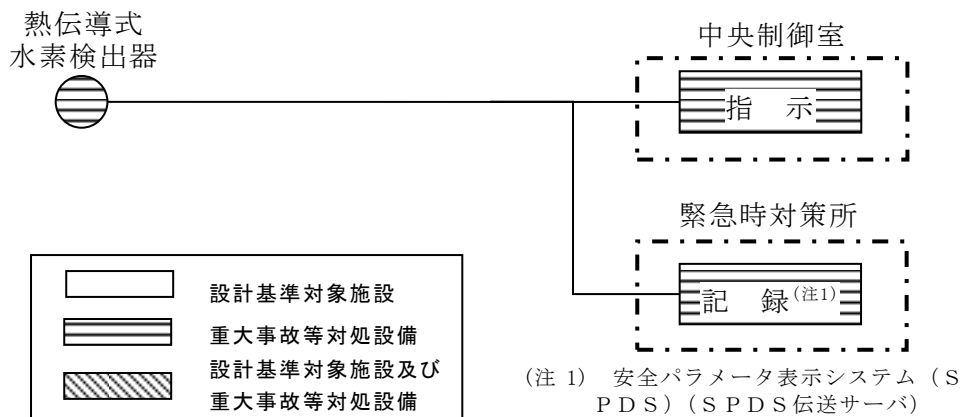 熱伝導式
水素検出器
中央制御室
指 示
緊急時対策所
記 録(注1)
設計基準対象施設
重大事故等対処設備
設計基準対象施設及び
重大事故等対処設備
(注 1) 安全パラメータ表示システム(S
PDS)(SPDS伝送サーバ)